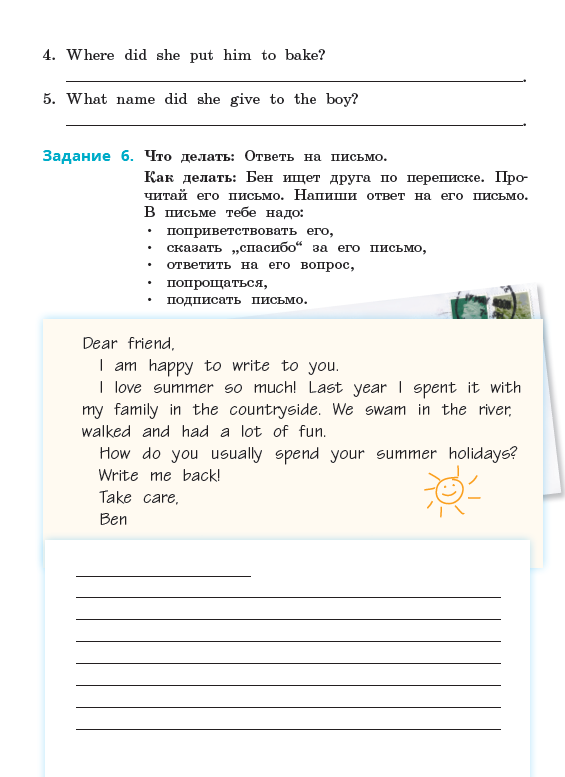 4. Where did she put him to bake?
.
5. What name did she give to the boy?
.
Задание 6. Что делать: Ответь на письмо.
Как делать: Бен ищет друга по переписке. Про-
читай его письмо. Напиши ответ на его письмо.
В письме тебе надо:
• поприветствовать его,
• сказать „спасибо“ за его письмо,
• ответить на его вопрос,
• попрощаться,
• подписать письмо.
Dear friend,
I am happy to write to you.
I love summer so much! Last year I spent it with
my family in the countryside. We swam in the river,
walked and had a lot of fun.
How do you usually spend your summer holidays?
Write me back!
Take care,
Ben